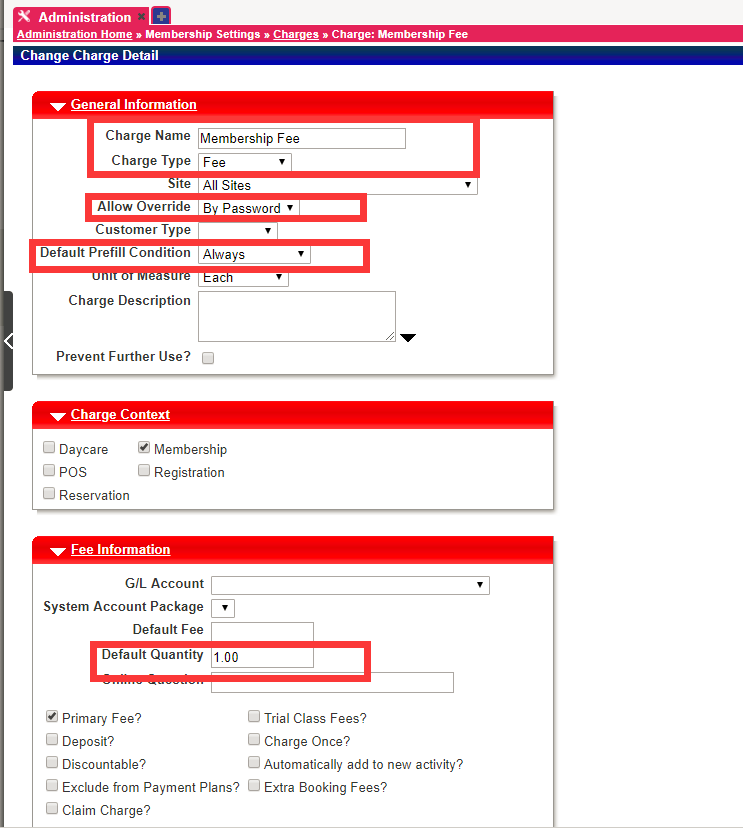 Administration
Administration Home » Membership Settings » Charges » Charge: Membership Fee
Change Charge Detail
General Information
Charge Name Membership Fee
Charge Type Fee
Site All Sites
Allow Override By Password
Customer Type
Default Prefill Condition Always
Unit of Measure Each
Charge Description
Prevent Further Use?
Charge Context
Daycare Membership
POS Registration
Reservation
Fee Information
G/L Account
System Account Package
Default Fee
Default Quantity 1.00
Online Question
Primary Fee? Trial Class Fees?
Deposit? Charge Once?
Discountable? Automatically add to new activity?
Exclude from Payment Plans? Extra Booking Fees?
Claim Charge?